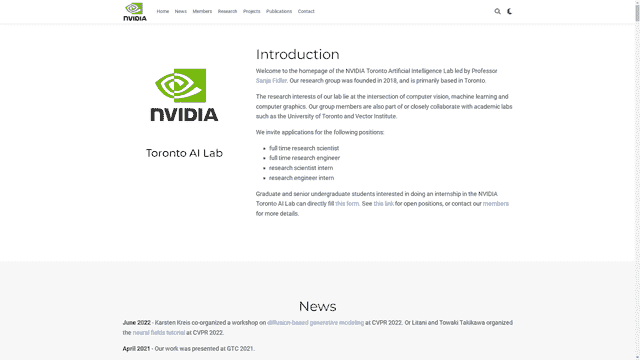 nVIDIA
Home News Members Research Projects Publications Contact
nVIDIA
Toronto AI Lab
Introduction
Welcome to the homepage of the NVIDIA Toronto Artificial Intelligence Lab led by Professor
Sanja Fidler. Our research group was founded in 2018, and is primarily based in Toronto.
The research interests of our lab lie at the intersection of computer vision, machine learning and
computer graphics. Our group members are also part of or closely collaborate with academic labs
such as the University of Toronto and Vector Institute.
We invite applications for the following positions:
• full time research scientist
• full time research engineer
• research scientist intern
• research engineer intern
Graduate and senior undergraduate students interested in doing an internship in the NVIDIA
Toronto AI Lab can directly fill this form. See this link for open positions, or contact our members
for more details.
News
June 2022 - Karsten Kreis co-organized a workshop on diffusion-based generative modeling at CVPR 2022. Or Litani and Towaki Takikawa organized
the neural fields tutorial at CVPR 2022.
April 2021 - Our work was presented at GTC 2021.